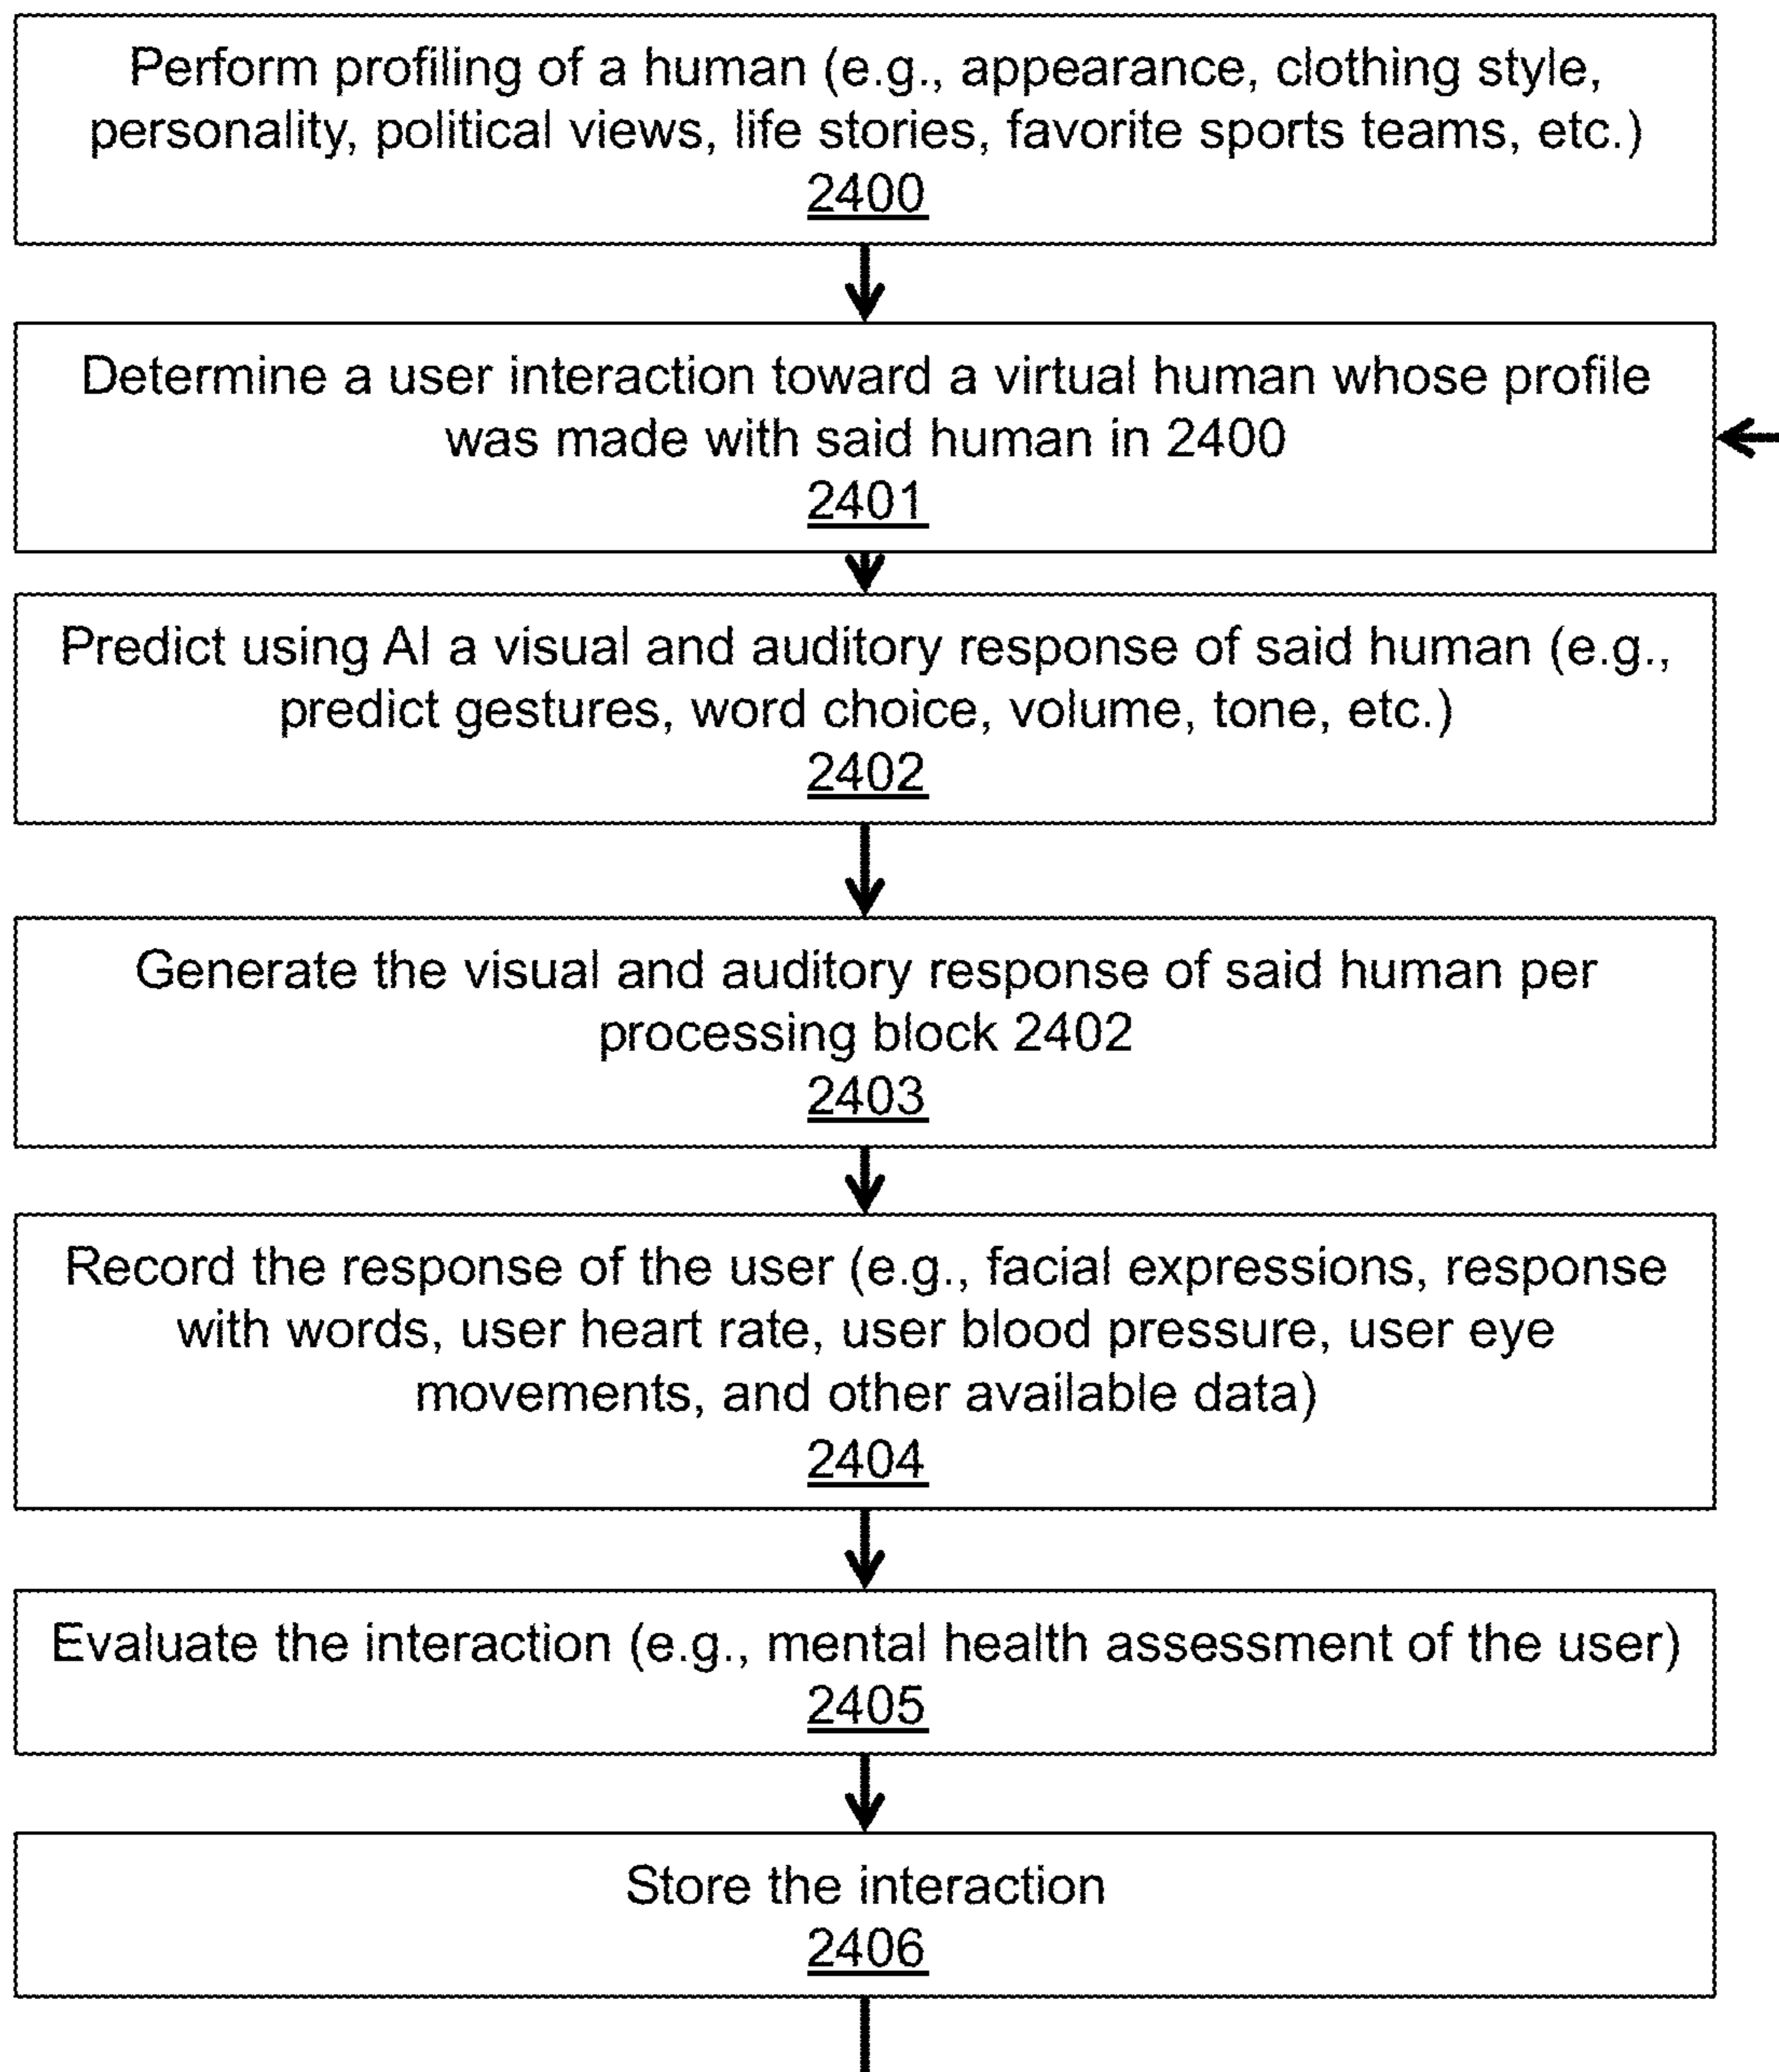 Perform profiling of a human (e.g., appearance, clothing style,
personality, political views, life stories, favorite sports teams, etc.)
2400
Determine a user interaction toward a virtual human whose profile
was made with said human in 2400
2401
Predict using AI a visual and auditory response of said human (e.g.,
predict gestures, word choice, volume, tone, etc.)
2402
Generate the visual and auditory response of said human per
processing block 2402
2403
Record the response of the user (e.g., facial expressions, response
with words, user heart rate, user blood pressure, user eye
movements, and other available data)
2404
Evaluate the interaction (e.g., mental health assessment of the user)
2405
Store the interaction
2406